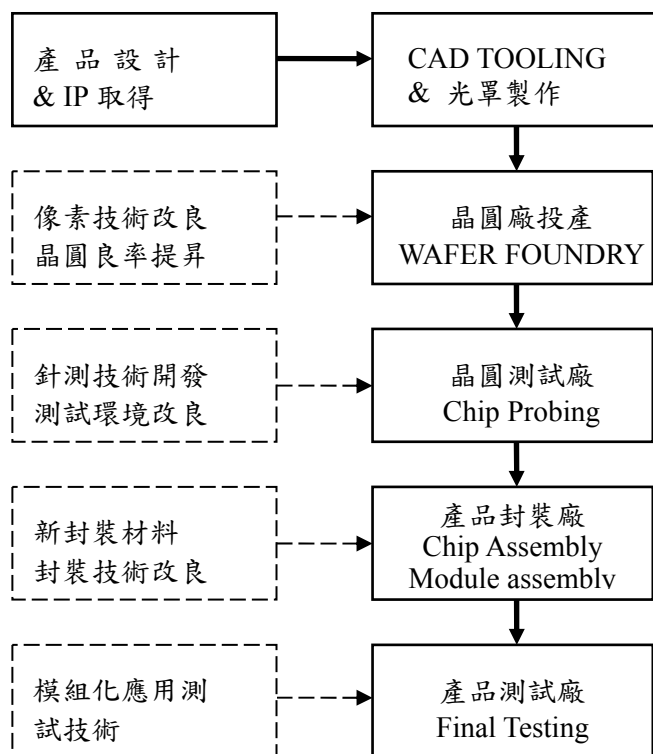 產品設計
& IP 取得
CAD TOOLING
& 光罩製作
像素技術改良
晶圓良率提昇
晶圓廠投產
WAFER FOUNDRY
針測技術開發
測試環境改良
晶圓測試廠
Chip Probing
新封裝材料
封裝技術改良
產品封裝廠
Chip Assembly
Module assembly
模組化應用測
試技術
產品測試廠
Final Testing